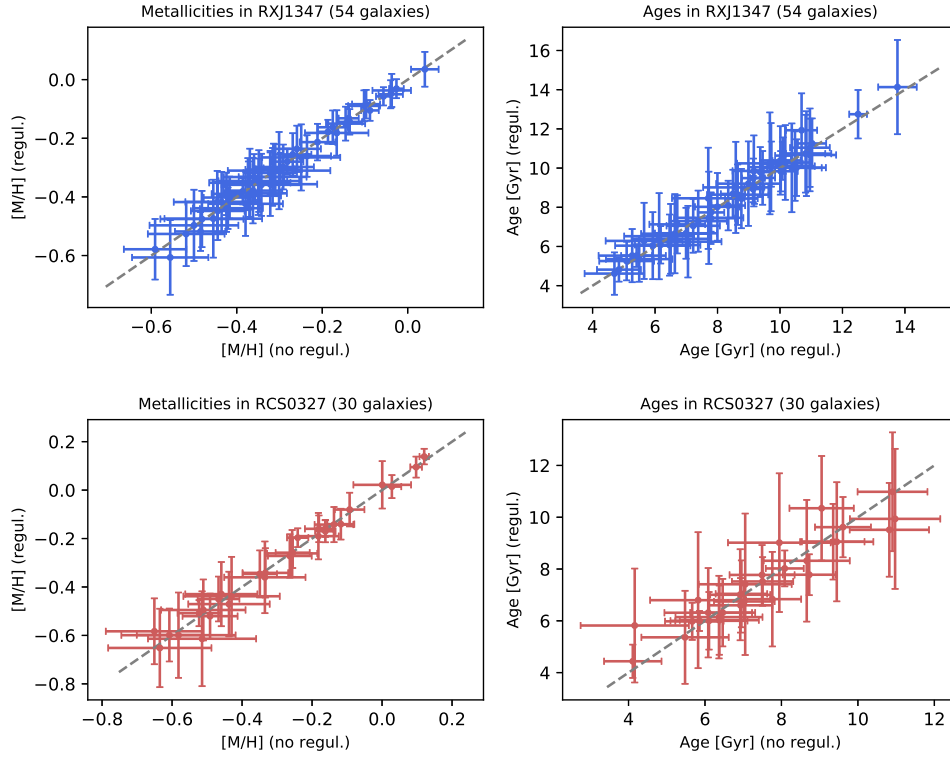 Metallicities in RXJ1347 (54 galaxies)
[M/H] (regul.)
0.0
−0.2
−0.4
−0.6
−0.6 −0.4 −0.2 0.0
[M/H] (no regul.)
Ages in RXJ1347 (54 galaxies)
Age [Gyr] (regul.)
16
14
12
10
8
6
4
4 6 8 10 12 14
Age [Gyr] (no regul.)
Metallicities in RCS0327 (30 galaxies)
[M/H] (regul.)
0.2
0.0
−0.2
−0.4
−0.6
−0.8
−0.8 −0.6 −0.4 −0.2 0.0 0.2
[M/H] (no regul.)
Ages in RCS0327 (30 galaxies)
Age [Gyr] (regul.)
12
10
8
6
4
4 6 8 10 12
Age [Gyr] (no regul.)